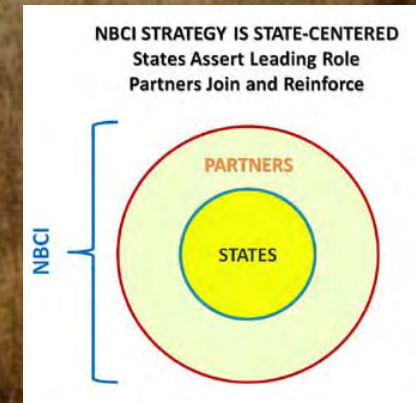 NBCI STRATEGY IS STATE-CENTERED
States Assert Leading Role
Partners Join and Reinforce
PARTNERS
NBCI
STATES